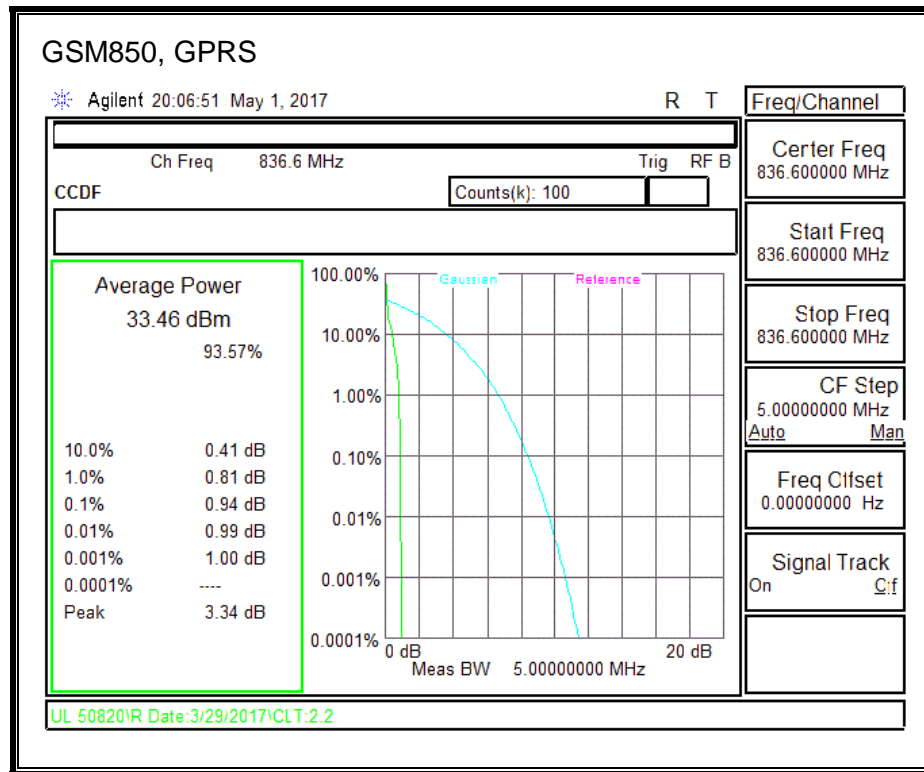 GSM850, GPRS
Agilent 20:06:51 May 1, 2017 R T
Freq/Channel
Ch Freq 836.6 MHz Trig RF B
CCDF Counts(k): 100
Average Power
33.46 dBm
93.57%
10.0% 0.41 dB
1.0% 0.81 dB
0.1% 0.94 dB
0.01% 0.99 dB
0.001% 1.00 dB
0.0001% ----
Peak 3.34 dB
Gaussian Reference
100.00%
10.00%
1.00%
0.10%
0.01%
0.001%
0.0001%
0 dB 20 dB
Meas BW 5.00000000 MHz
Center Freq
836.600000 MHz
Start Freq
836.600000 MHz
Stop Freq
836.600000 MHz
CF Step
5.00000000 MHz
Auto Man
Freq Offset
0.00000000 Hz
Signal Track
On Off
UL 50820\R Date:3/29/2017\CLT:2.2